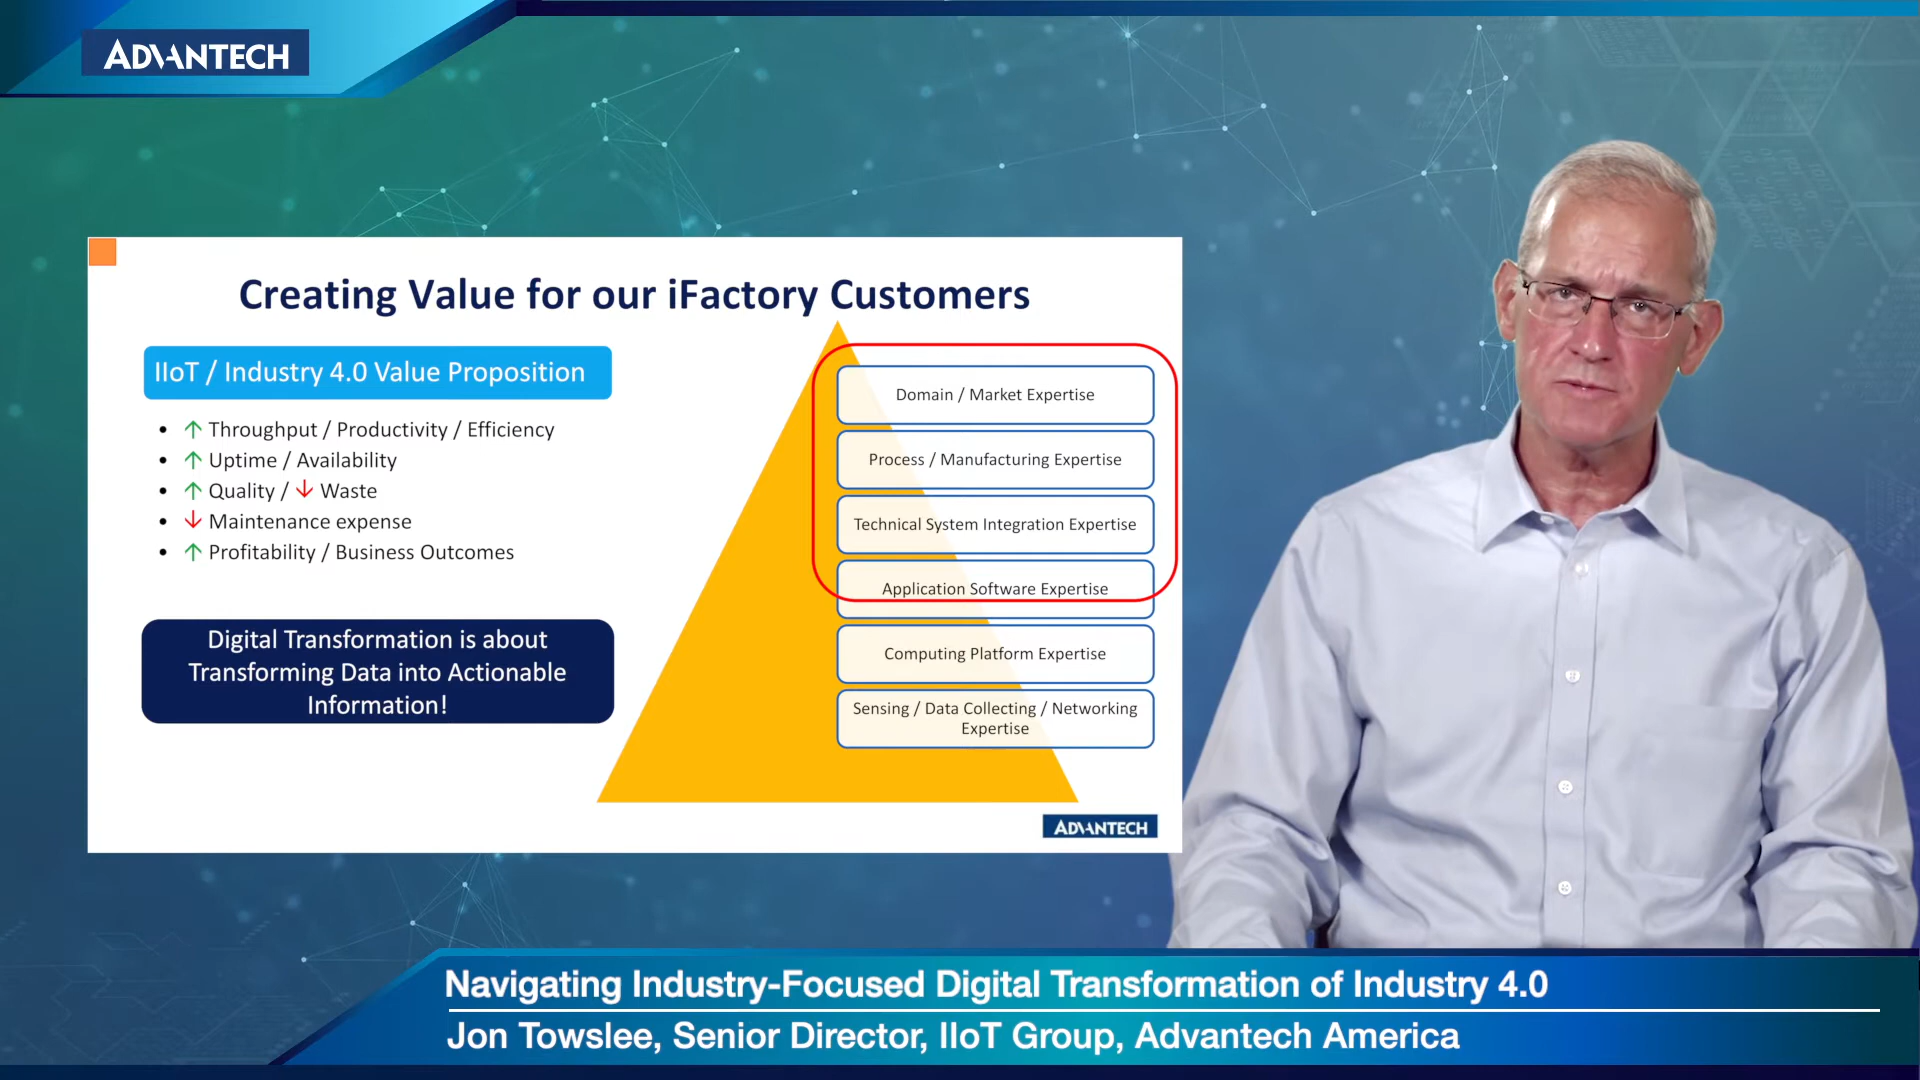 ADVANTECH
Creating Value for our iFactory Customers
IIoT / Industry 4.0 Value Proposition
• ↑ Throughput / Productivity / Efficiency
• ↑ Uptime / Availability
• ↑ Quality / ↓ Waste
• ↓ Maintenance expense
• ↑ Profitability / Business Outcomes
Digital Transformation is about
Transforming Data into Actionable
Information!
Domain / Market Expertise
Process / Manufacturing Expertise
Technical System Integration Expertise
Application Software Expertise
Computing Platform Expertise
Sensing / Data Collecting / Networking
Expertise
ADVANTECH
Navigating Industry-Focused Digital Transformation of Industry 4.0
Jon Towslee, Senior Director, IIoT Group, Advantech America